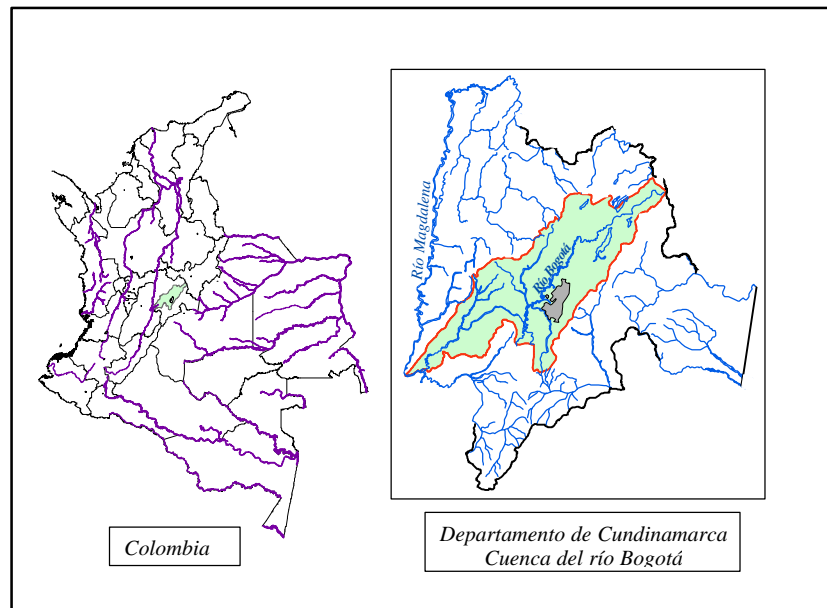 Río Magdalena
Río Bogotá
Colombia
Departamento de Cundinamarca
Cuenca del río Bogotá